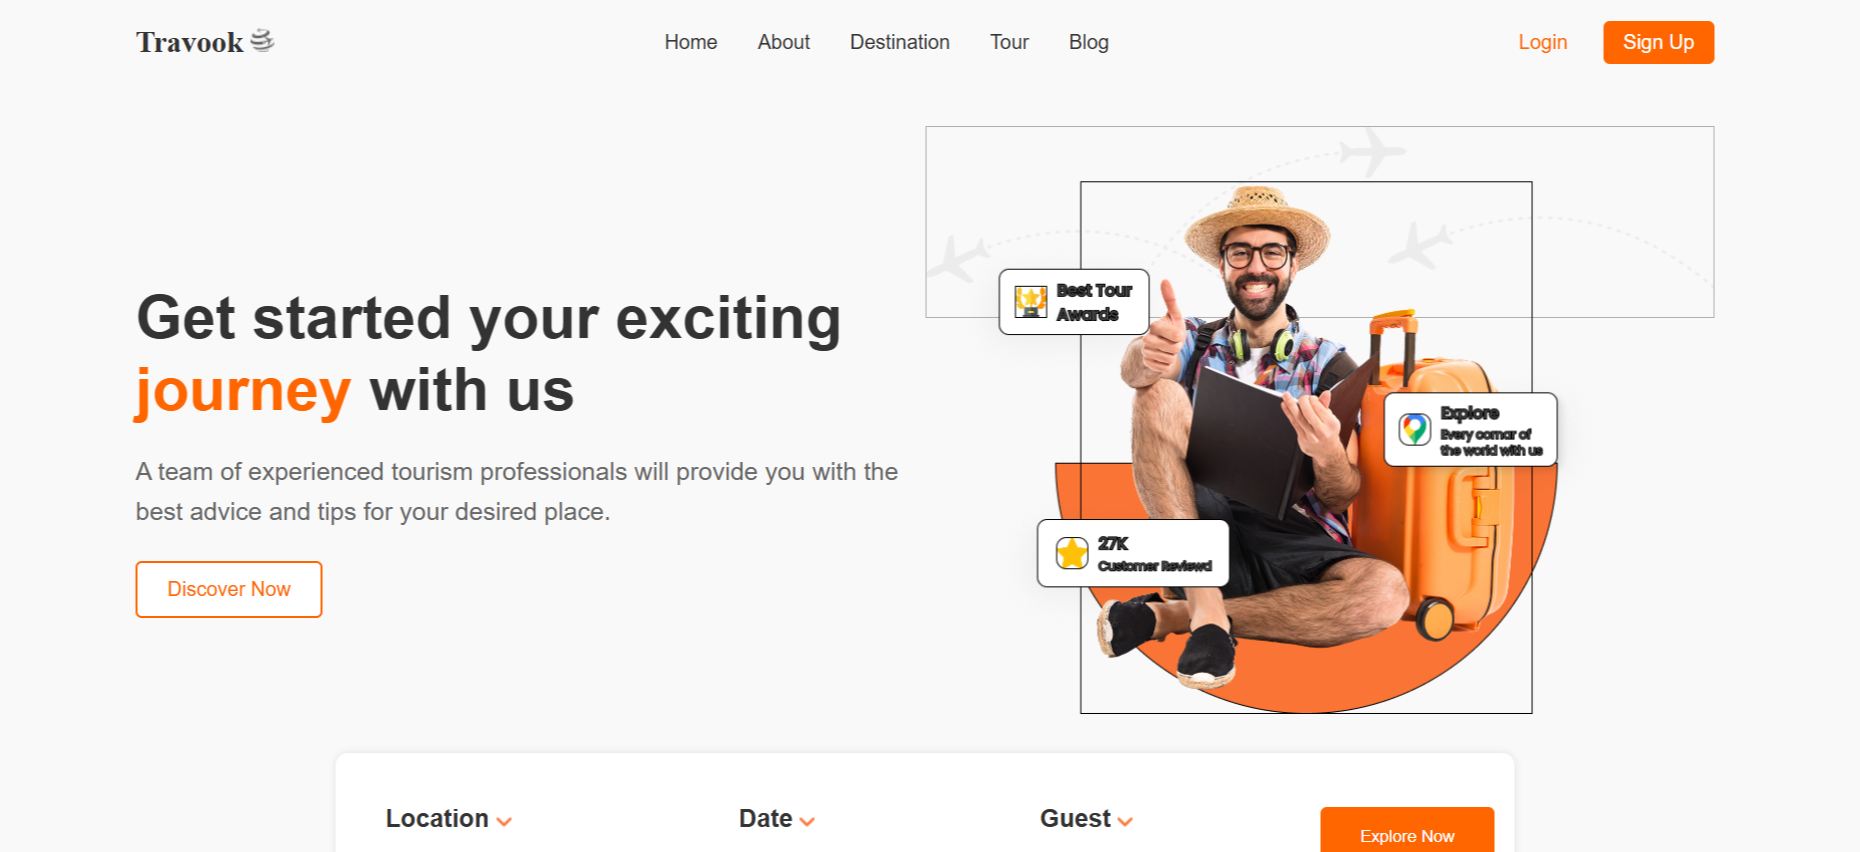 Travook
Home About Destination Tour Blog
Login Sign Up
Get started your exciting
journey with us
A team of experienced tourism professionals will provide you with the
best advice and tips for your desired place.
Discover Now
Best Tour
Awards
Explore
Every cornar of
the world with us
27K
Customer Reviewd
Location
Date
Guest
Explore Now